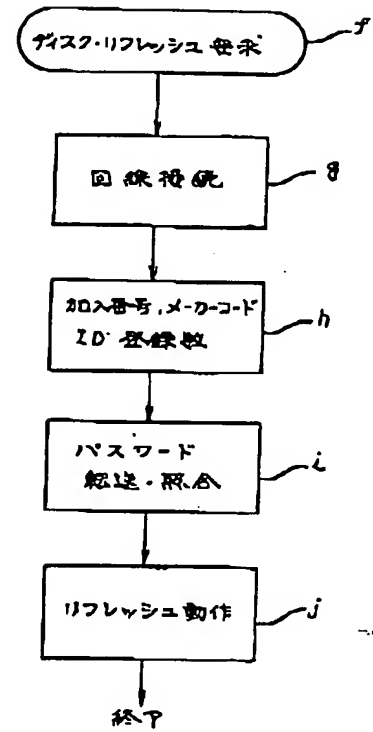 ディスク・リフレッシュ要求
f
回線接続
g
加入番号,メーカーコード
ID 登録数
h
パスワード
転送・照合
i
リフレッシュ動作
j
終了